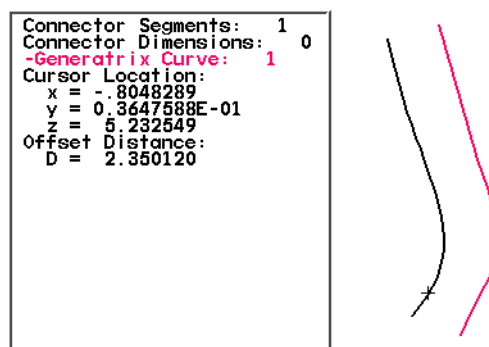 Connector Segments: 1
Connector Dimensions: 0
-Generatrix Curve: 1
Cursor Location:
x = -.8048289
y = 0.3647588E-01
z = 5.232549
Offset Distance:
D = 2.350120